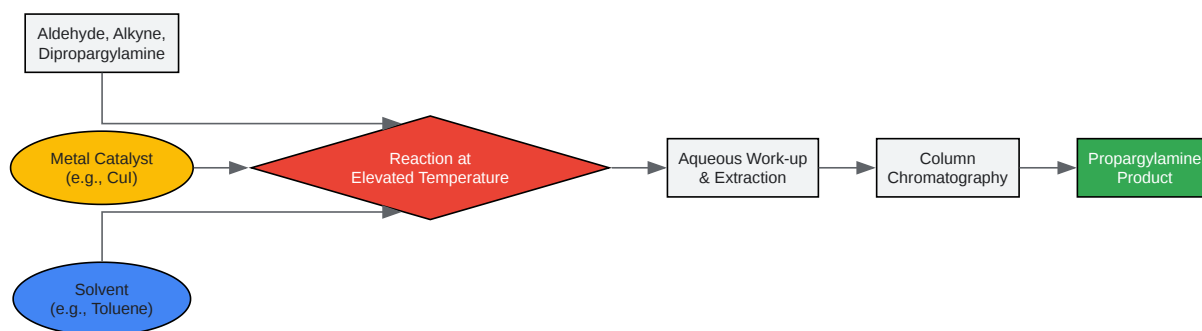 Aldehyde, Alkyne,
Dipropargylamine
Metal Catalyst
(e.g., CuI)
Solvent
(e.g., Toluene)
Reaction at
Elevated Temperature
Aqueous Work-up
& Extraction
Column
Chromatography
Propargylamine
Product